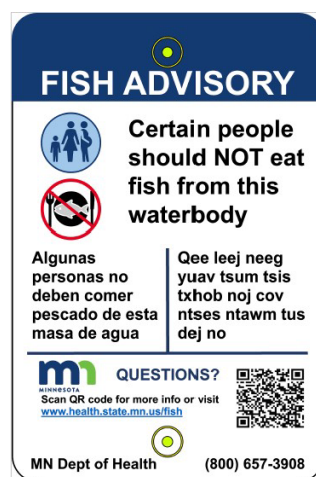 FISH ADVISORY
Certain people
should NOT eat
fish from this
waterbody
Algunas
personas no
deben comer
pescado de esta
masa de agua
Qee leej neeg
yuav tsum tsis
txhob noj cov
ntses ntawm tus
dej no
mn
MINNESOTA
QUESTIONS?
Scan QR code for more info or visit
www.health.state.mn.us/fish
MN Dept of Health
(800) 657-3908